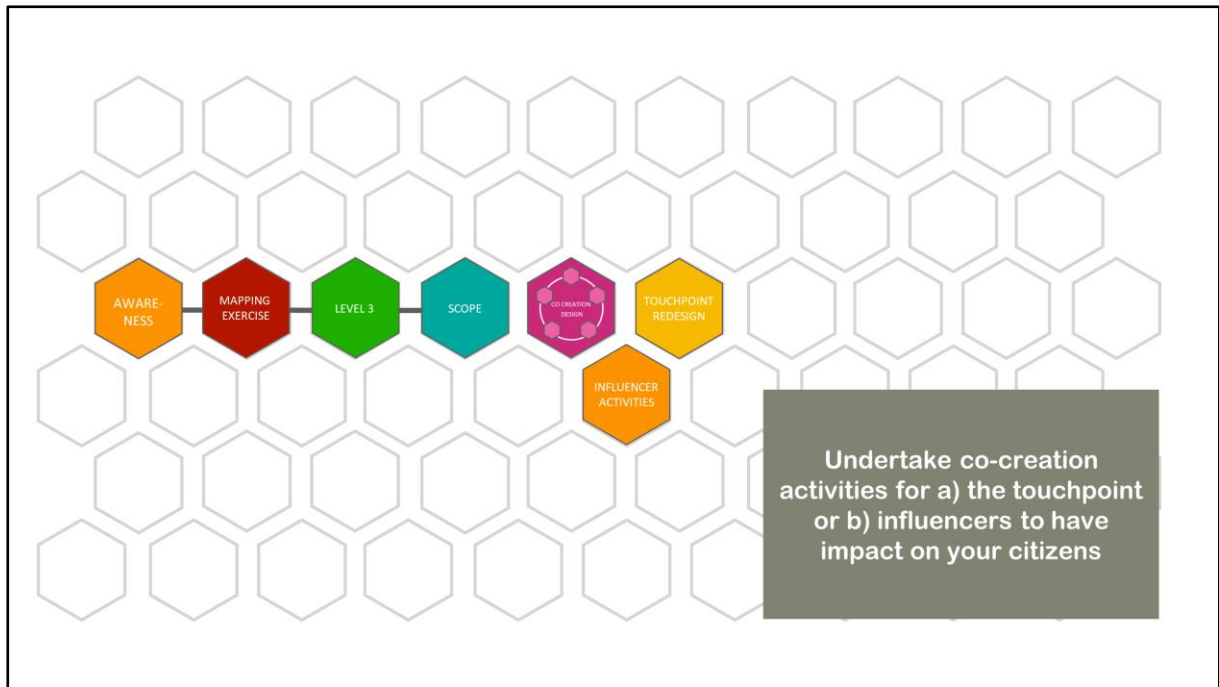 AWARE-
NESS
MAPPING
EXERCISE
LEVEL 3
SCOPE
CO CREATION
DESIGN
TOUCHPOINT
REDESIGN
INFLUENCER
ACTIVITIES
Undertake co-creation
activities for a) the touchpoint
or b) influencers to have
impact on your citizens